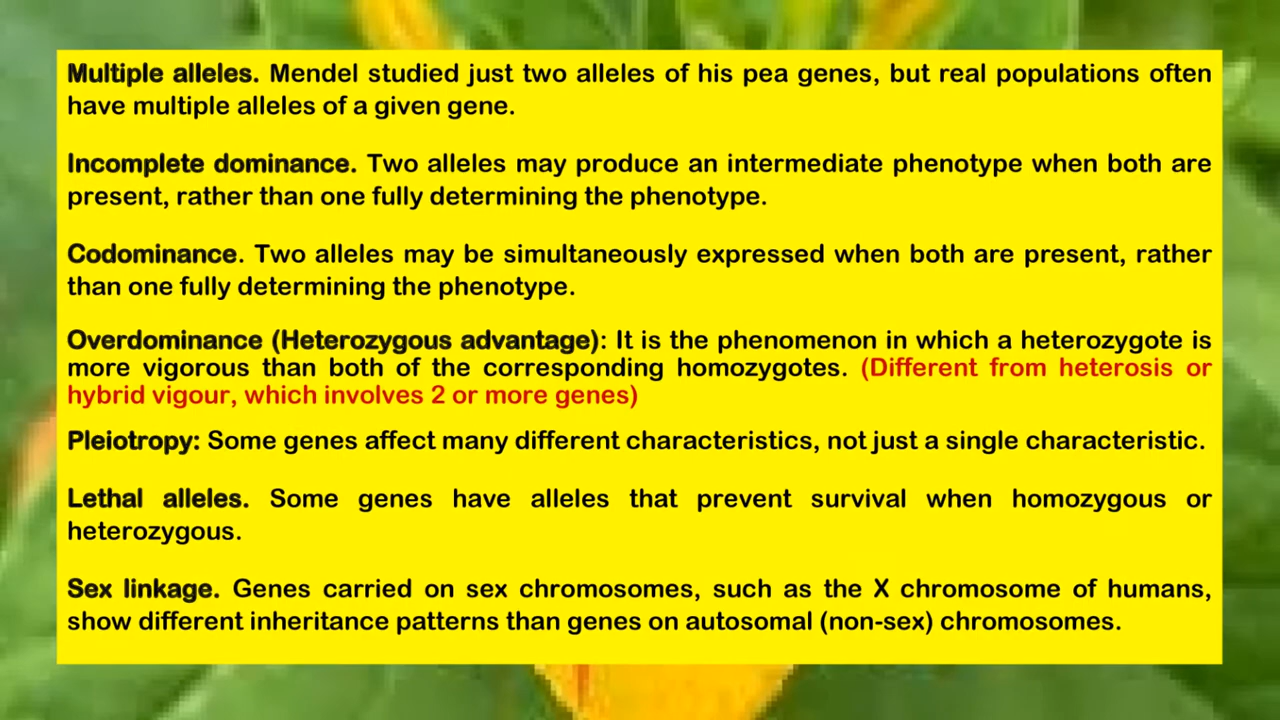 Multiple alleles. Mendel studied just two alleles of his pea genes, but real populations often
have multiple alleles of a given gene.
Incomplete dominance. Two alleles may produce an intermediate phenotype when both are
present, rather than one fully determining the phenotype.
Codominance. Two alleles may be simultaneously expressed when both are present, rather
than one fully determining the phenotype.
Overdominance (Heterozygous advantage): It is the phenomenon in which a heterozygote is
more vigorous than both of the corresponding homozygotes. (Different from heterosis or
hybrid vigour, which involves 2 or more genes)
Pleiotropy: Some genes affect many different characteristics, not just a single characteristic.
Lethal alleles. Some genes have alleles that prevent survival when homozygous or
heterozygous.
Sex linkage. Genes carried on sex chromosomes, such as the X chromosome of humans,
show different inheritance patterns than genes on autosomal (non-sex) chromosomes.